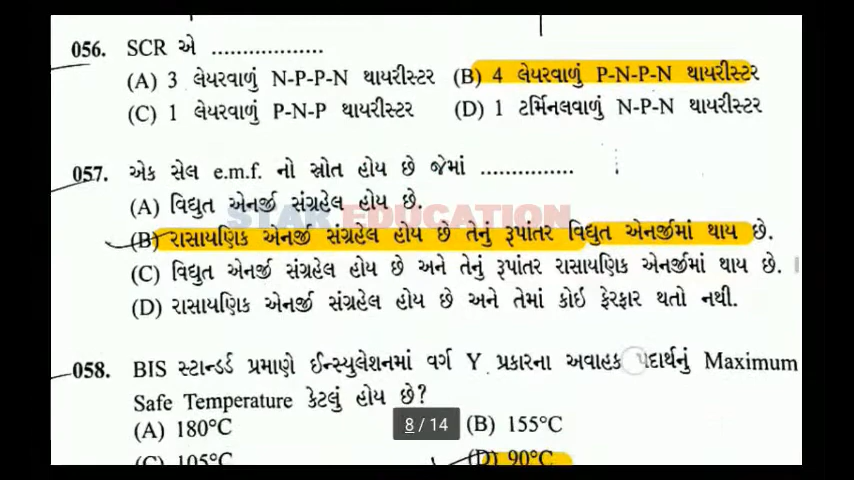 056. SCR એ ..................
(A) 3 લેયરવાળું N-P-P-N થાયરીસ્ટર (B) 4 લેયરવાળું P-N-P-N થાયરીસ્ટર
(C) 1 લેયરવાળું P-N-P થાયરીસ્ટર (D) 1 ટર્મિનલવાળું N-P-N થાયરીસ્ટર
057. એક સેલ e.m.f. નો સ્રોત હોય છે જેમાં ...............
(A) વિદ્યુત એનર્જી સંગ્રહેલ હોય છે.
STAR EDUCATION
(B) રાસાયણિક એનર્જી સંગ્રહેલ હોય છે તેનું રૂપાંતર વિદ્યુત એનર્જીમાં થાય છે.
(C) વિદ્યુત એનર્જી સંગ્રહેલ હોય છે અને તેનું રૂપાંતર રાસાયણિક એનર્જીમાં થાય છે.
(D) રાસાયણિક એનર્જી સંગ્રહેલ હોય છે અને તેમાં કોઇ ફેરફાર થતો નથી.
058. BIS સ્ટાન્ડર્ડ પ્રમાણે ઈન્સ્યુલેશનમાં વર્ગ Y પ્રકારના અવાહક પદાર્થનું Maximum
Safe Temperature કેટલું હોય છે?
(A) 180°C (B) 155°C
8 / 14
(C) 105°C (D) 90°C